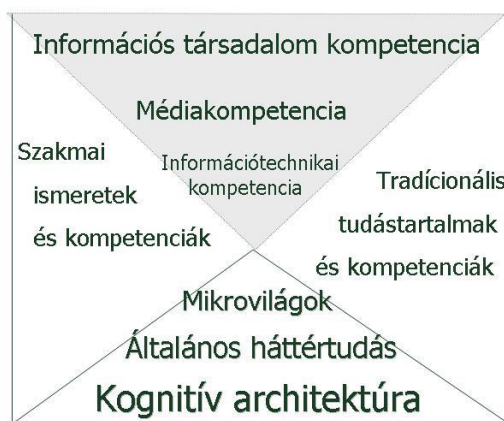 Információs társadalom kompetencia
Médiakompetencia
Információtechnikai
kompetencia
Szakmai
ismeretek
és kompetenciák
Tradícionális
tudástartalmak
és kompetenciák
Mikrovilágok
Általános háttértudás
Kognitív architektúra